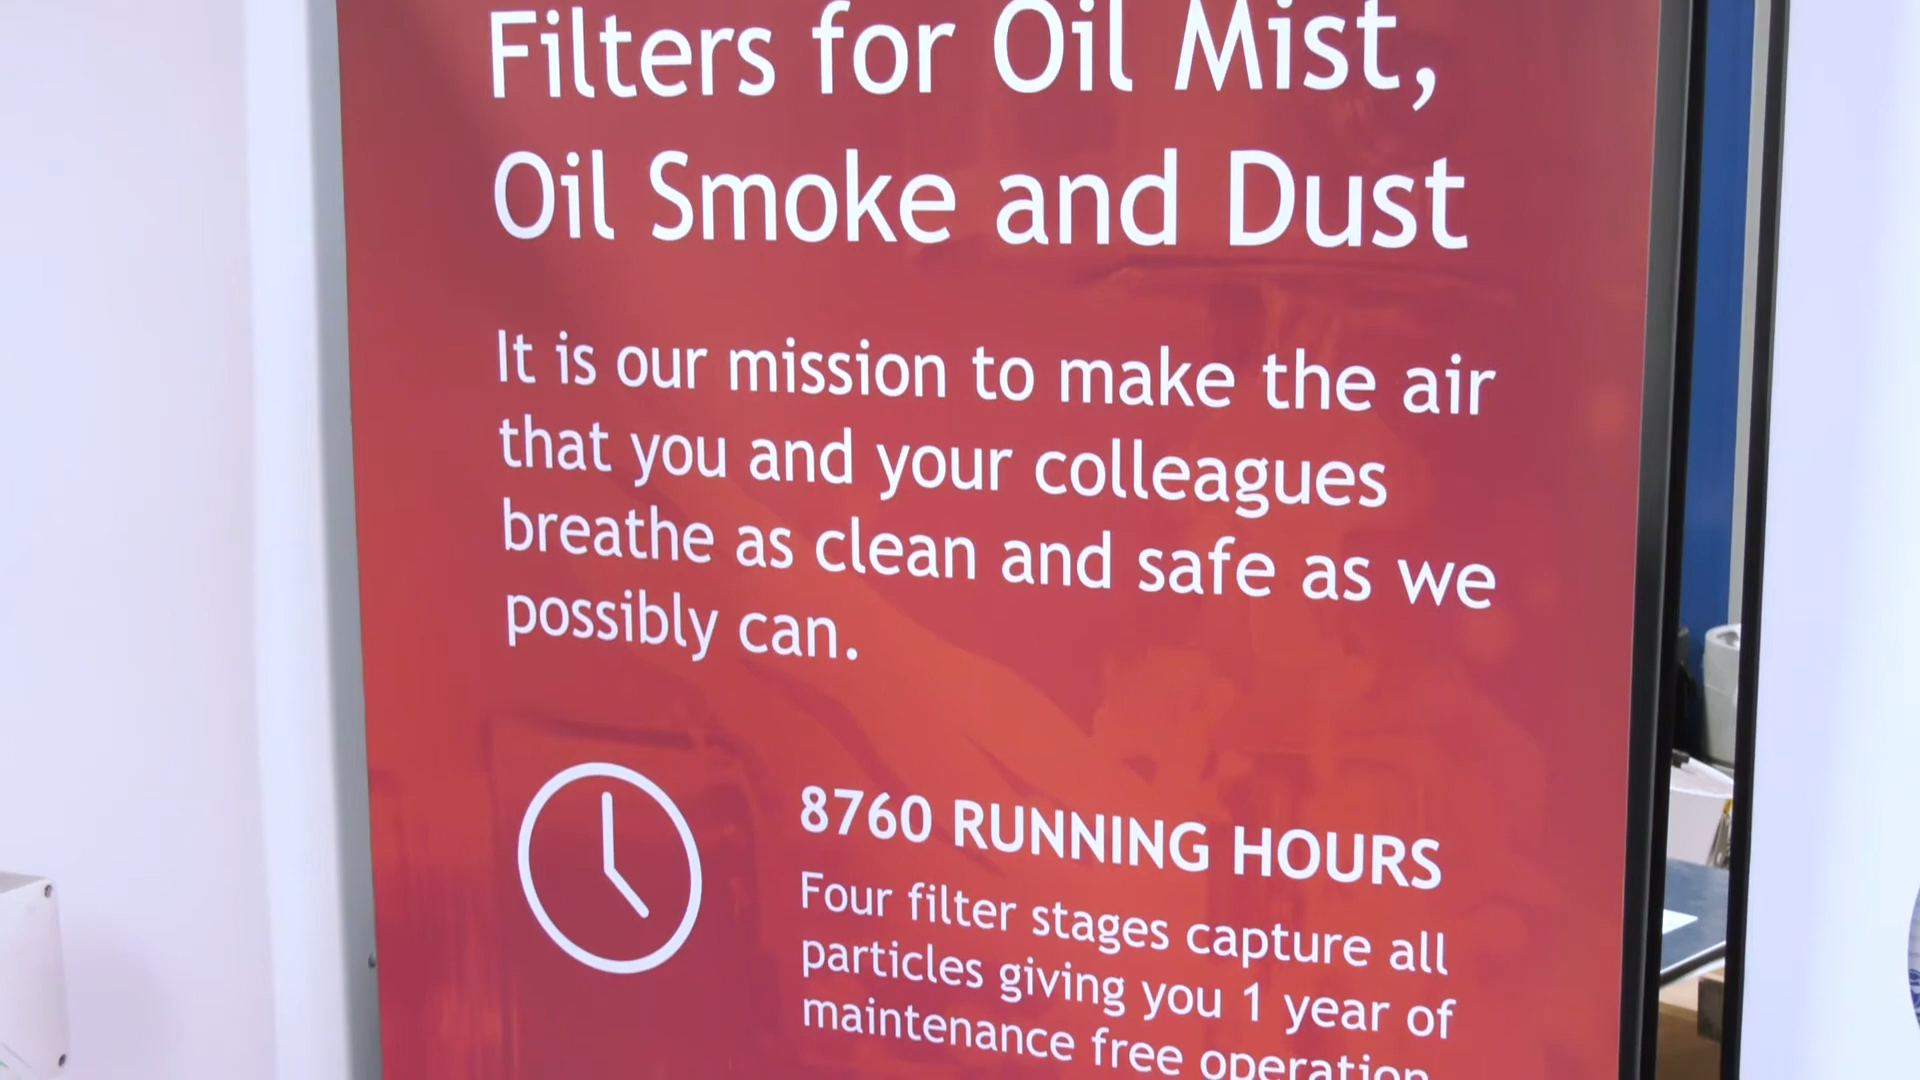 Filters for Oil Mist,
Oil Smoke and Dust
It is our mission to make the air
that you and your colleagues
breathe as clean and safe as we
possibly can.
8760 RUNNING HOURS
Four filter stages capture all
particles giving you 1 year of
maintenance free operation